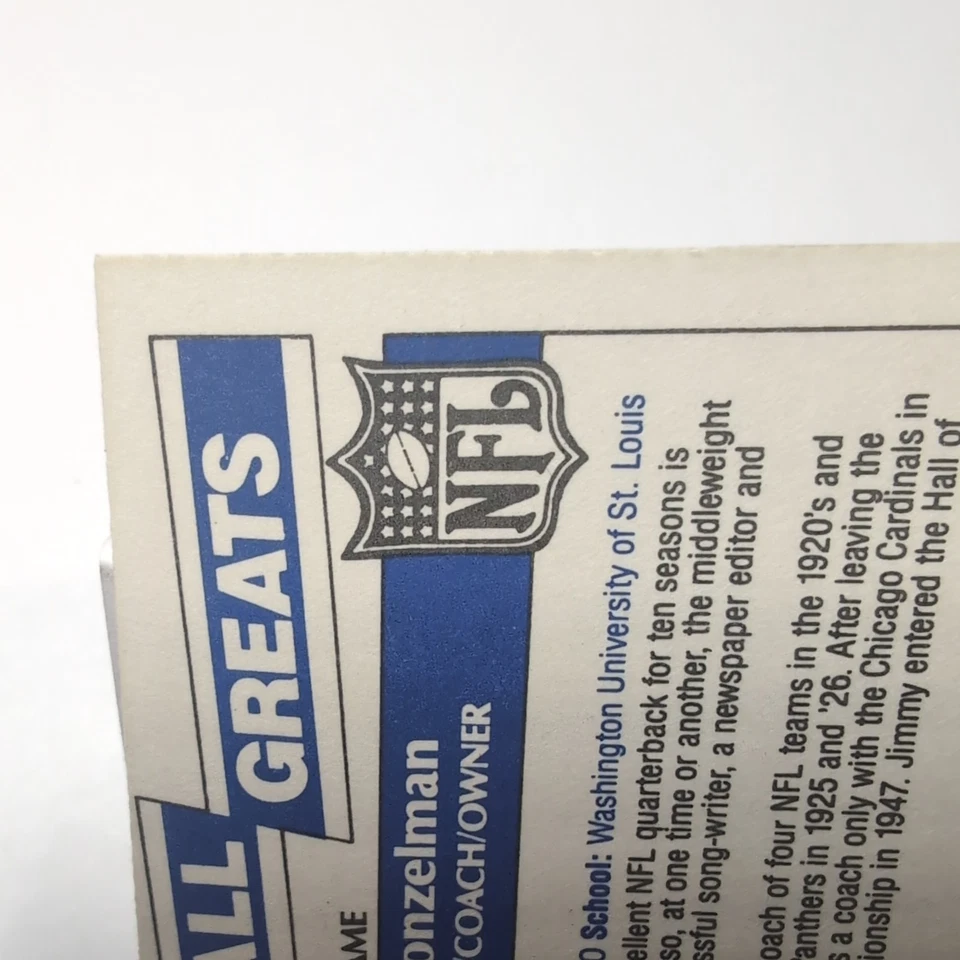 ALL
GREATS
AME
NFL
onzelman
/COACH/OWNER
0 School: Washington University of St. Louis
ellent NFL quarterback for ten seasons is
so, at one time or another, the middleweight
ssful song-writer, a newspaper editor and
oach of four NFL teams in the 1920's and
Panthers in 1925 and '26. After leaving the
s a coach only with the Chicago Cardinals in
ionship in 1947. Jimmy entered the Hall of